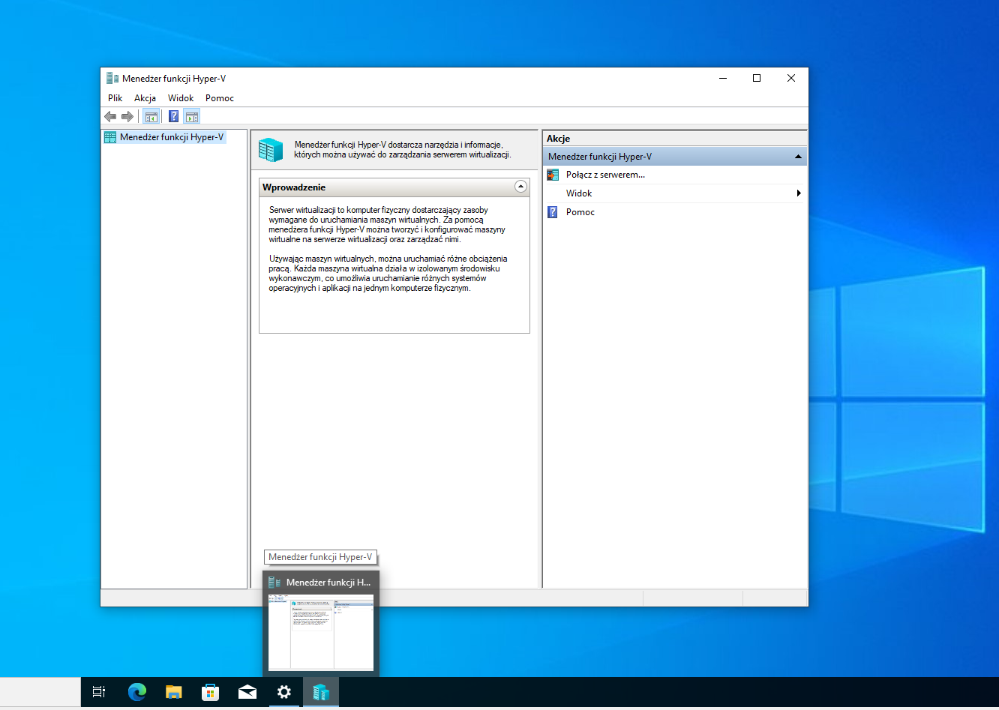 Menedżer funkcji Hyper-V
Plik Akcja Widok Pomoc
Menedżer funkcji Hyper-V
Menedżer funkcji Hyper-V dostarcza narzędzia i informacje,
których można używać do zarządzania serwerem wirtualizacji.
Wprowadzenie
Serwer wirtualizacji to komputer fizyczny dostarczający zasoby
wymagane do uruchamiania maszyn wirtualnych. Za pomocą
menedżera funkcji Hyper-V można tworzyć i konfigurować maszyny
wirtualne na serwerze wirtualizacji oraz zarządzać nimi.
Używając maszyn wirtualnych, można uruchamiać różne obciążenia
pracą. Każda maszyna wirtualna działa w izolowanym środowisku
wykonawczym, co umożliwia uruchamianie różnych systemów
operacyjnych i aplikacji na jednym komputerze fizycznym.
Akcje
Menedżer funkcji Hyper-V
Połącz z serwerem...
Widok
Pomoc
Menedżer funkcji Hyper-V
Menedżer funkcji H...